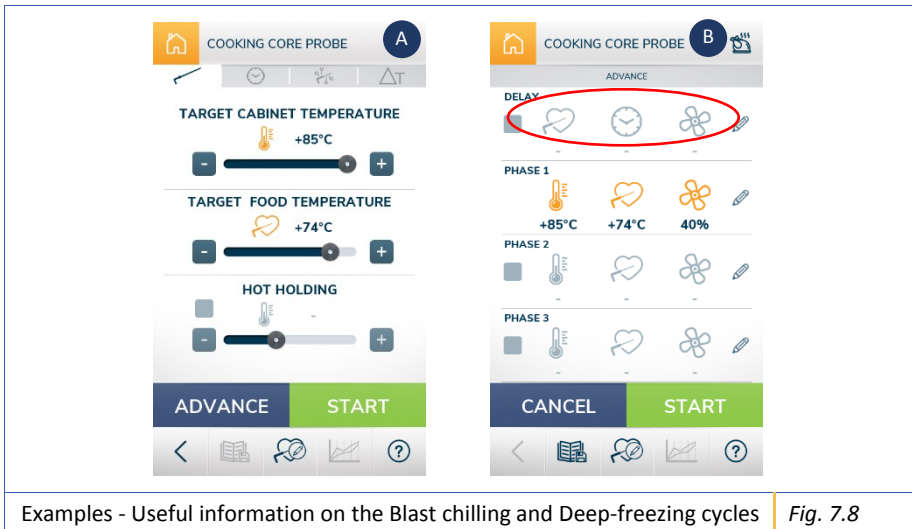 COOKING CORE PROBE
A
ΔT
TARGET CABINET TEMPERATURE
+85°C
- +
TARGET FOOD TEMPERATURE
+74°C
- +
HOT HOLDING
-
- +
ADVANCE START
?
COOKING CORE PROBE
B
ADVANCE
DELAY
- - -
PHASE 1
+85°C +74°C 40%
PHASE 2
- - -
PHASE 3
- - -
CANCEL START
?
Examples - Useful information on the Blast chilling and Deep-freezing cycles Fig. 7.8